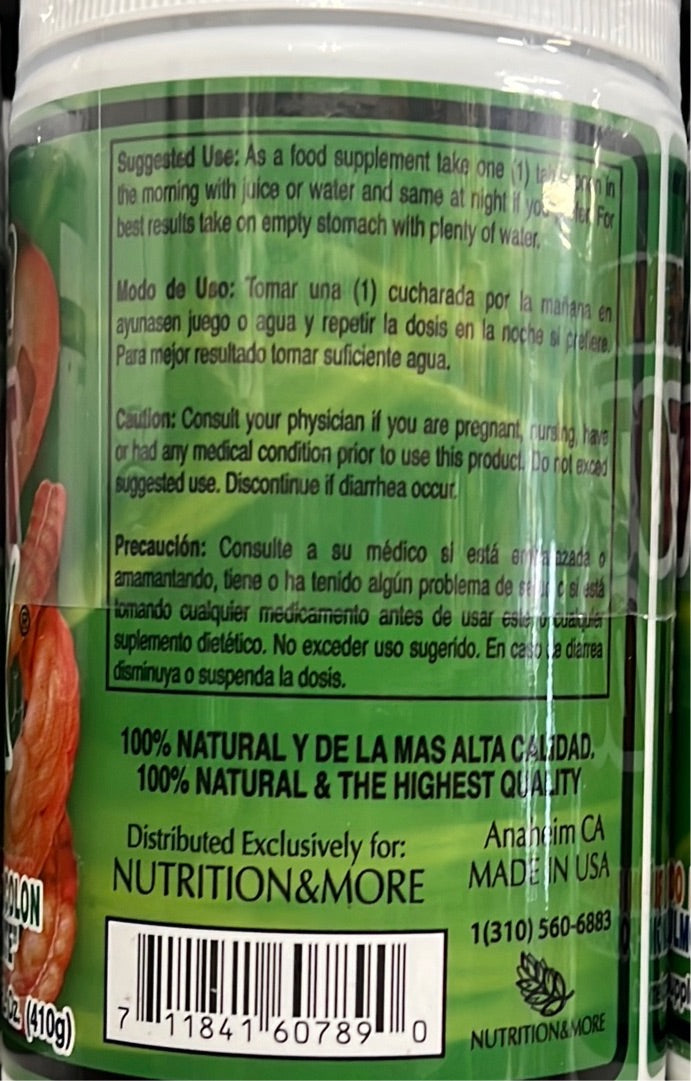 Suggested Use: As a food supplement take one (1) in
the morning with juice or water and same at night if For
best results take on empty stomach with plenty of water.
Modo de Uso: Tomar una (1) cucharada por la mañana en
ayunasen juego o agua y repetir la dosis en la noche si prefiere.
Para mejor resultado tomar suficiente agua.
Caution: Consult your physician if you are pregnant, nursing, have
or had any medical condition prior to use this product. Do not exced
suggested use. Discontinue if diarrhea occur.
Precaución: Consulte a su médico si está o
amamantando, tiene o ha tenido algún problema de o si está
tomando cualquier medicamento antes de usar este u cualquier
suplemento dietético. No exceder uso sugerido. En caso diarrea
disminuya o suspenda la dosis.
100% NATURAL Y DE LA MAS ALTA CALIDAD.
100% NATURAL & THE HIGHEST QUALITY
Distributed Exclusively for:
NUTRITION&MORE
Anaheim CA
MADE IN USA
1(310) 560-6883
NUTRITION&MORE
7 11841 60789 0
COLON
Oz. (410g)